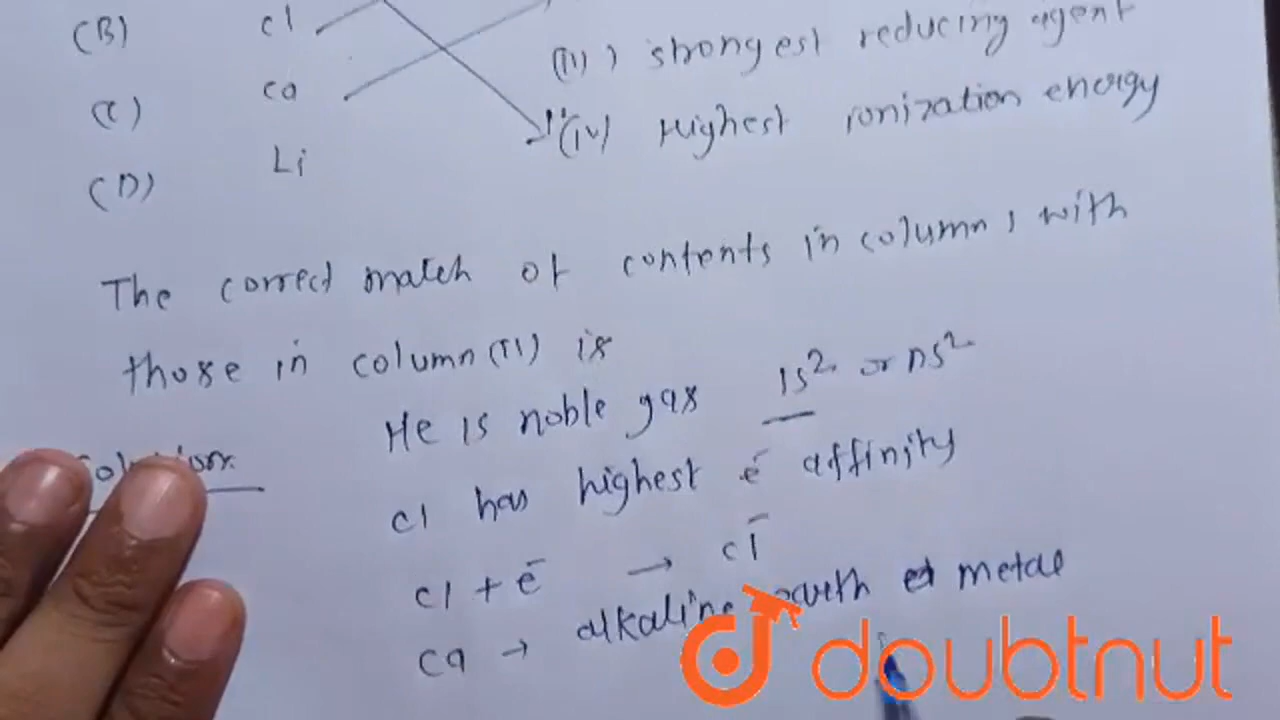 (B) Cl
(iii) strongest reducing agent
(C) Ca
(iv) Highest ionization energy
(D) Li
The correct match of contents in column I with
those in column (II) is
Solution
He is noble gas 1s² or ns²
Cl has highest e⁻ affinity
Cl + e⁻ → Cl⁻
Ca → alkaline earth metal
doubtnut